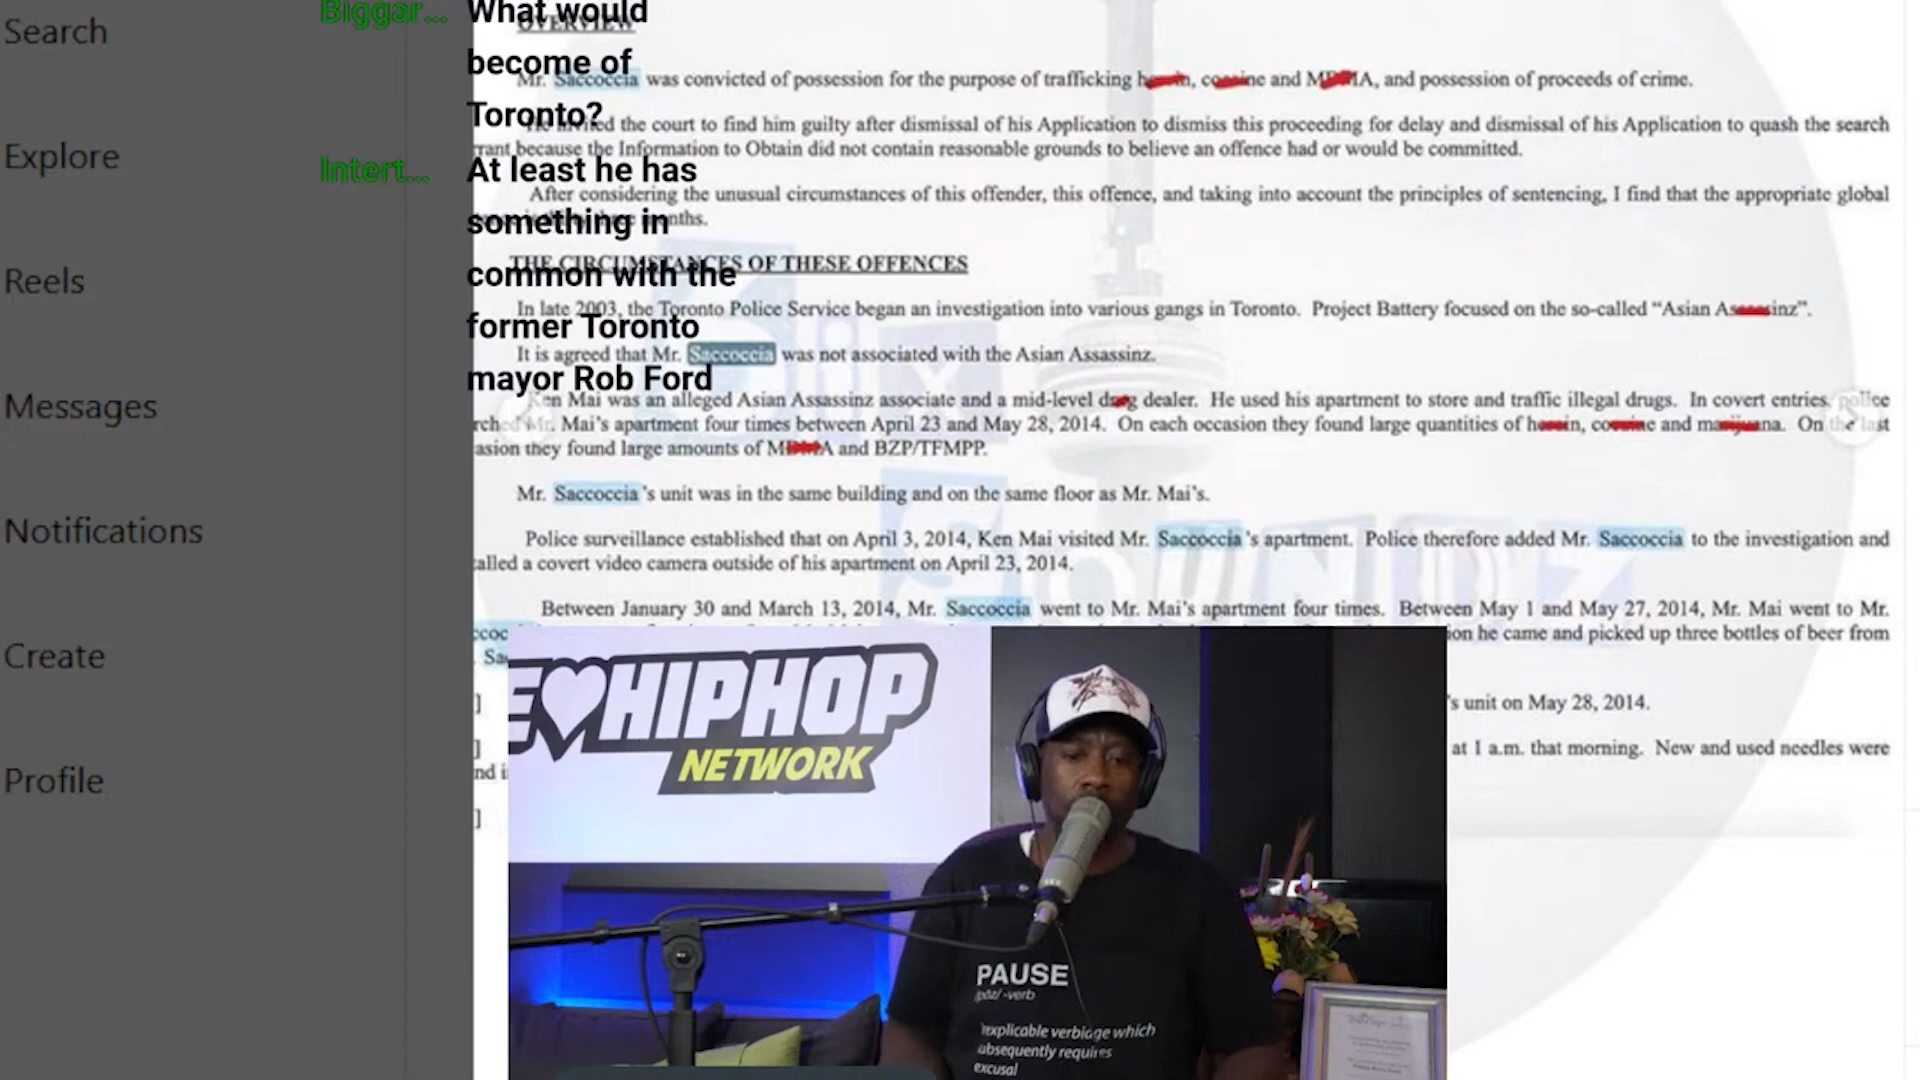 Search
Explore
Reels
Messages
Notifications
Create
Profile
Biggar... What would
become of
Toronto?
Intert... At least he has
something in
common with the
former Toronto
mayor Rob Ford
OVERVIEW
Mr. Saccoccia was convicted of possession for the purpose of trafficking and possession of proceeds of crime.
the court to find him guilty after dismissal of his Application to dismiss this proceeding for delay and dismissal of his Application to quash the search
rrant because the Information to Obtain did not contain reasonable grounds to believe an offence had or would be committed.
After considering the unusual circumstances of this offender, this offence, and taking into account the principles of sentencing, I find that the appropriate global
months.
THE CIRCUMSTANCES OF THESE OFFENCES
In late 2003, the Toronto Police Service began an investigation into various gangs in Toronto. Project Battery focused on the so-called “Asian
It is agreed that Mr. Saccoccia was not associated with the Asian Assassinz.
Ken Mai was an alleged Asian Assassinz associate and a mid-level dealer. He used his apartment to store and traffic illegal drugs. In covert entries, police
rched Mr. Mai’s apartment four times between April 23 and May 28, 2014. On each occasion they found large quantities of and On the last
asion they found large amounts of and BZP/TFMPP.
Mr. Saccoccia ’s unit was in the same building and on the same floor as Mr. Mai’s.
Police surveillance established that on April 3, 2014, Ken Mai visited Mr. Saccoccia ’s apartment. Police therefore added Mr. Saccoccia to the investigation and
alled a covert video camera outside of his apartment on April 23, 2014.
Between January 30 and March 13, 2014, Mr. Saccoccia went to Mr. Mai’s apartment four times. Between May 1 and May 27, 2014, Mr. Mai went to Mr.
ccoc ion he came and picked up three bottles of beer from
. Sa
] ’s unit on May 28, 2014.
] at 1 a.m. that morning. New and used needles were
nd i
]
SIX
SOUNDZ
E HIPHOP
NETWORK
PAUSE
/pôz/ -verb
inexplicable verbiage which
subsequently requires
excusal